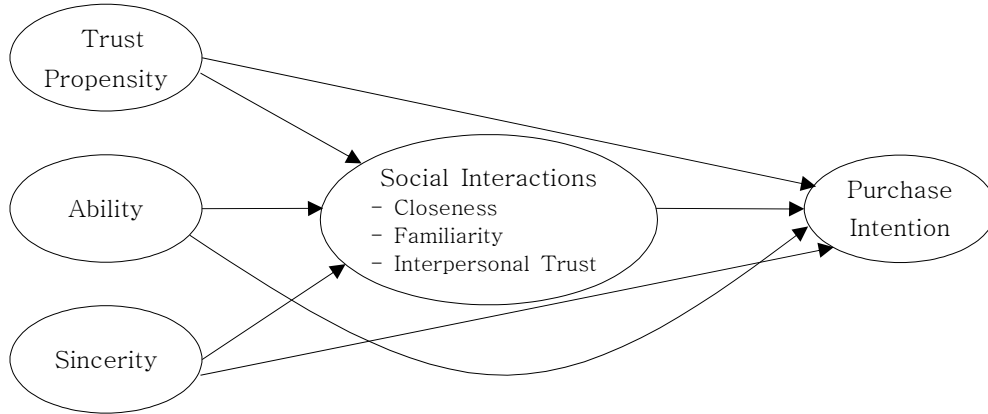 Trust
Propensity
Ability
Sincerity
Social Interactions
- Closeness
- Familiarity
- Interpersonal Trust
Purchase
Intention